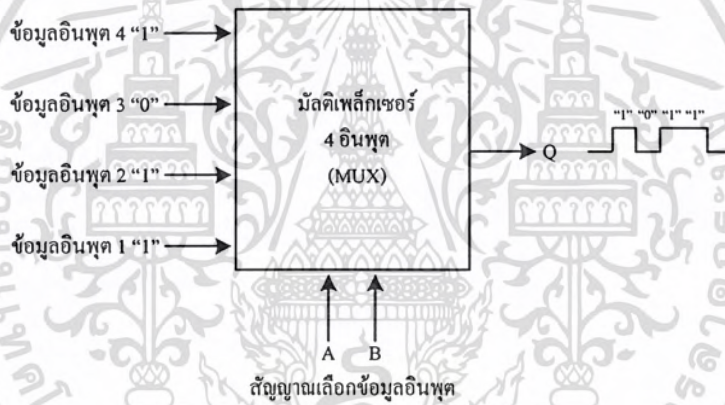 ข้อมูลอินพุต 4 “1”
ข้อมูลอินพุต 3 “0”
ข้อมูลอินพุต 2 “1”
ข้อมูลอินพุต 1 “1”
มัลติเพล็กเซอร์
4 อินพุต
(MUX)
Q
“1” “0” “1” “1”
A B
สัญญาณเลือกข้อมูลอินพุต